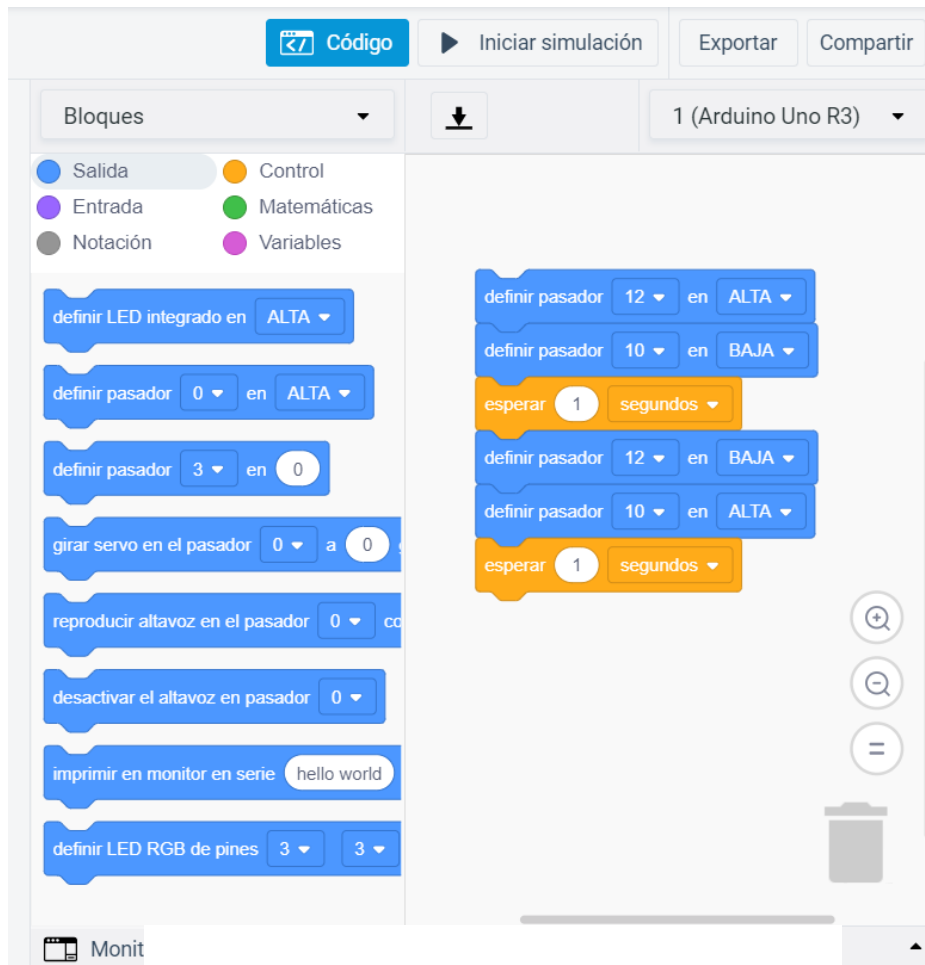 Código
Iniciar simulación
Exportar
Compartir
Bloques
1 (Arduino Uno R3)
Salida
Control
Entrada
Matemáticas
Notación
Variables
definir LED integrado en ALTA
definir pasador 0 en ALTA
definir pasador 3 en 0
girar servo en el pasador 0 a 0
reproducir altavoz en el pasador 0 co
desactivar el altavoz en pasador 0
imprimir en monitor en serie hello world
definir LED RGB de pines 3 3
definir pasador 12 en ALTA
definir pasador 10 en BAJA
esperar 1 segundos
definir pasador 12 en BAJA
definir pasador 10 en ALTA
esperar 1 segundos
Monit